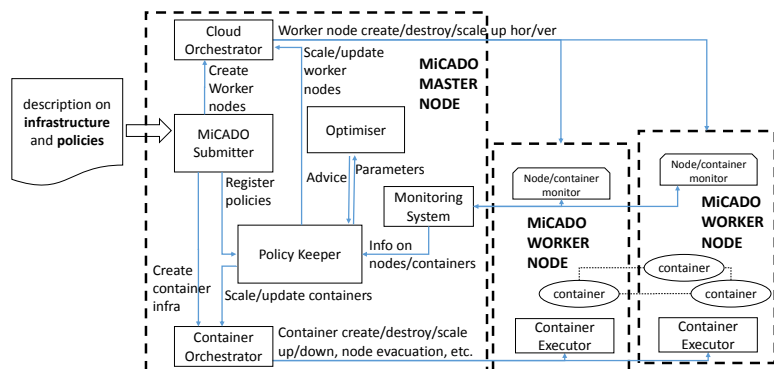 Cloud
Orchestrator
Worker node create/destroy/scale up hor/ver
Scale/update
worker
nodes
MiCADO
MASTER
NODE
Create
Worker
nodes
description on
infrastructure
and policies
MiCADO
Submitter
Optimiser
Advice
Parameters
Register
policies
Monitoring
System
Policy Keeper
Info on
nodes/containers
Create
container
infra
Scale/update containers
Container
Orchestrator
Container create/destroy/scale
up/down, node evacuation, etc.
Node/container
monitor
MiCADO
WORKER
NODE
container
Container
Executor
Node/container
monitor
MiCADO
WORKER
NODE
container
container
Container
Executor